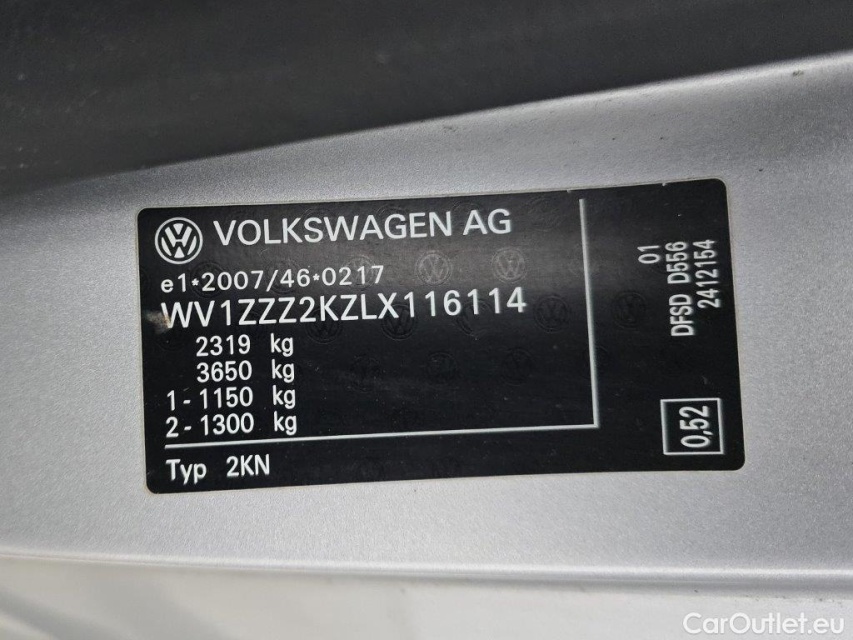 VOLKSWAGEN AG
e1*2007/46*0217
WV1ZZZ2KZLX116114
2319 kg
3650 kg
1- 1150 kg
2- 1300 kg
Typ 2KN
01
DFSD D556
2412154
0,52
CarOutlet.eu